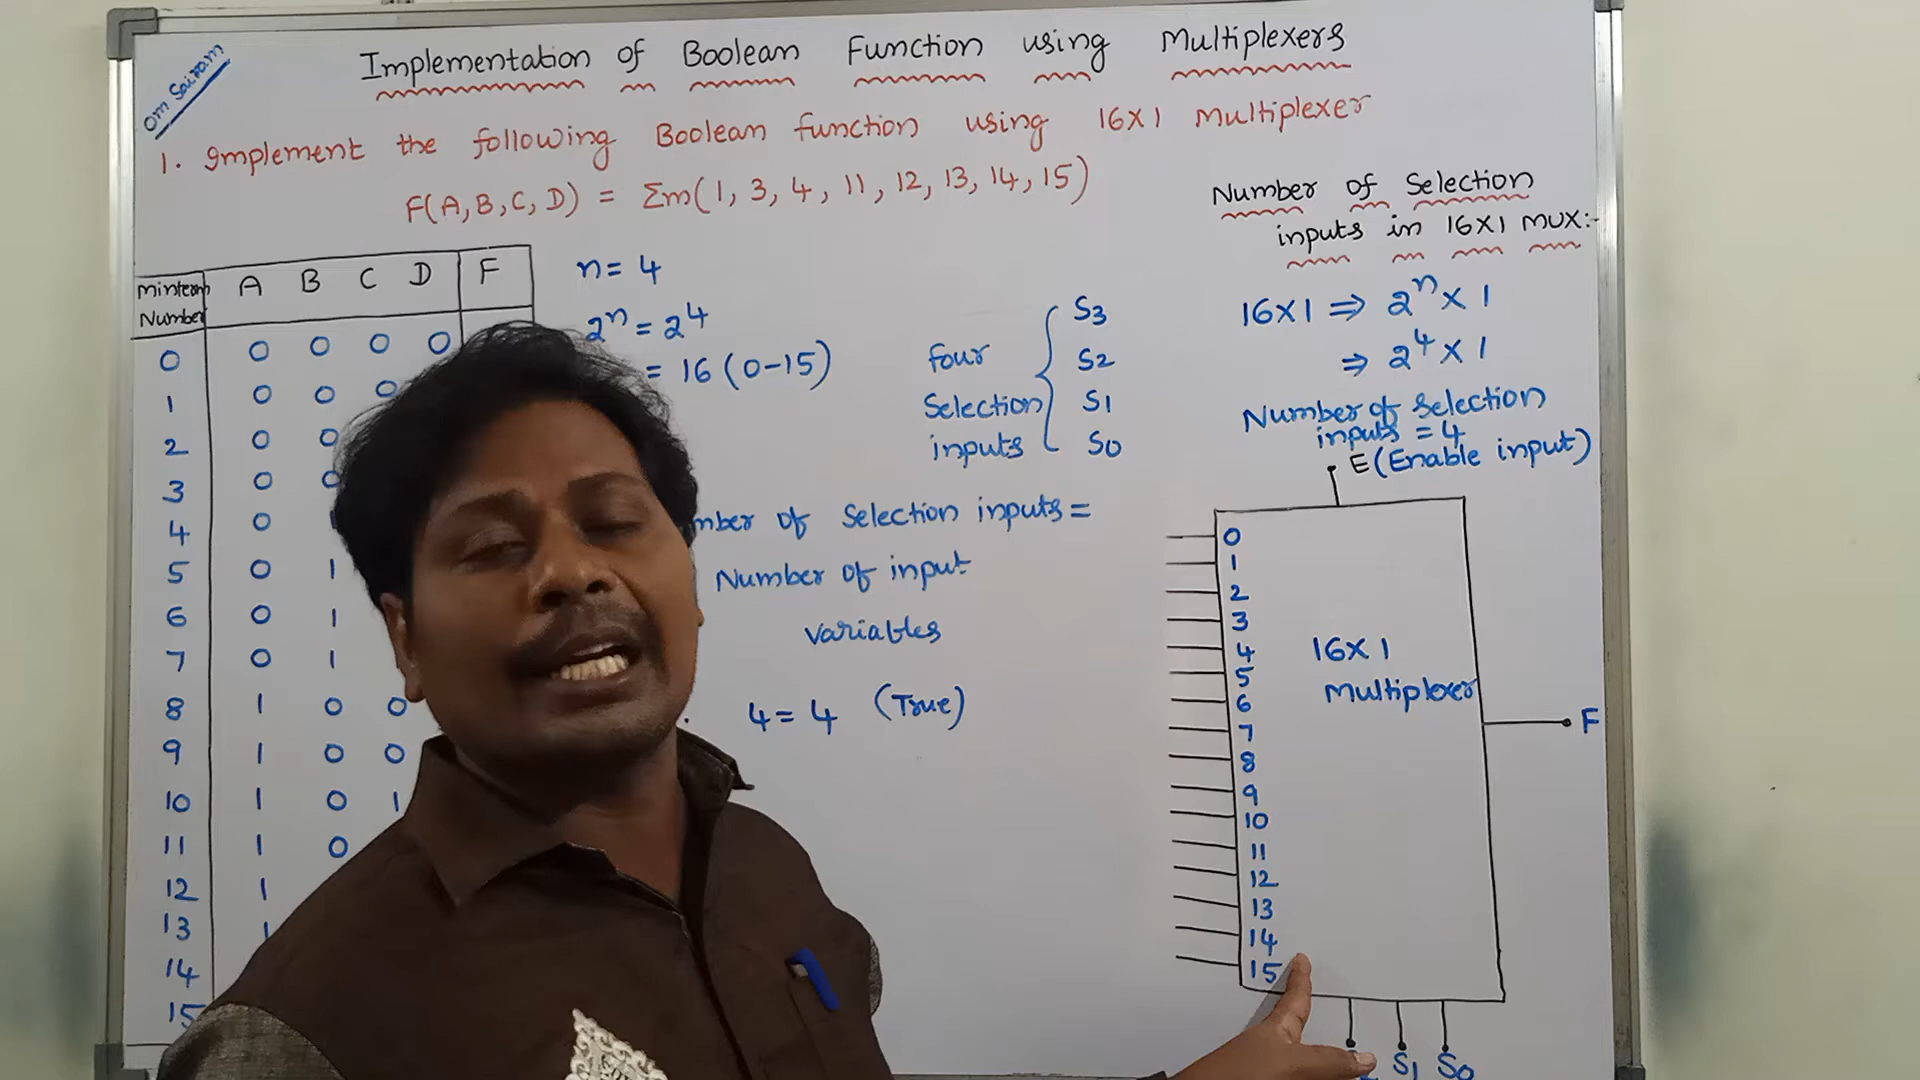 Om Sairam
Implementation of Boolean Function using Multiplexers
1. Implement the following Boolean function using 16X1 Multiplexer
F(A,B,C,D) = Σm(1, 3, 4, 11, 12, 13, 14, 15)
Number of Selection
inputs in 16X1 MUX:-
16X1 ⇒ 2ⁿ X 1
⇒ 2⁴ X 1
Number of Selection
inputs = 4
Minterm Number A B C D F
0 0 0 0 0
1 0 0 0
2 0 0
3 0 0
4 0
5 0 1
6 0 1
7 0 1
8 1 0 0
9 1 0 0
10 1 0 1
11 1 0
12 1
13 1
14
15
n = 4
2ⁿ = 2⁴
= 16 (0-15)
four
Selection
inputs
S3
S2
S1
S0
of Selection inputs =
Number of input
variables
4 = 4 (True)
E (Enable input)
0
1
2
3
4
5
6
7
8
9
10
11
12
13
14
15
16X1
Multiplexer
F
S1 S0